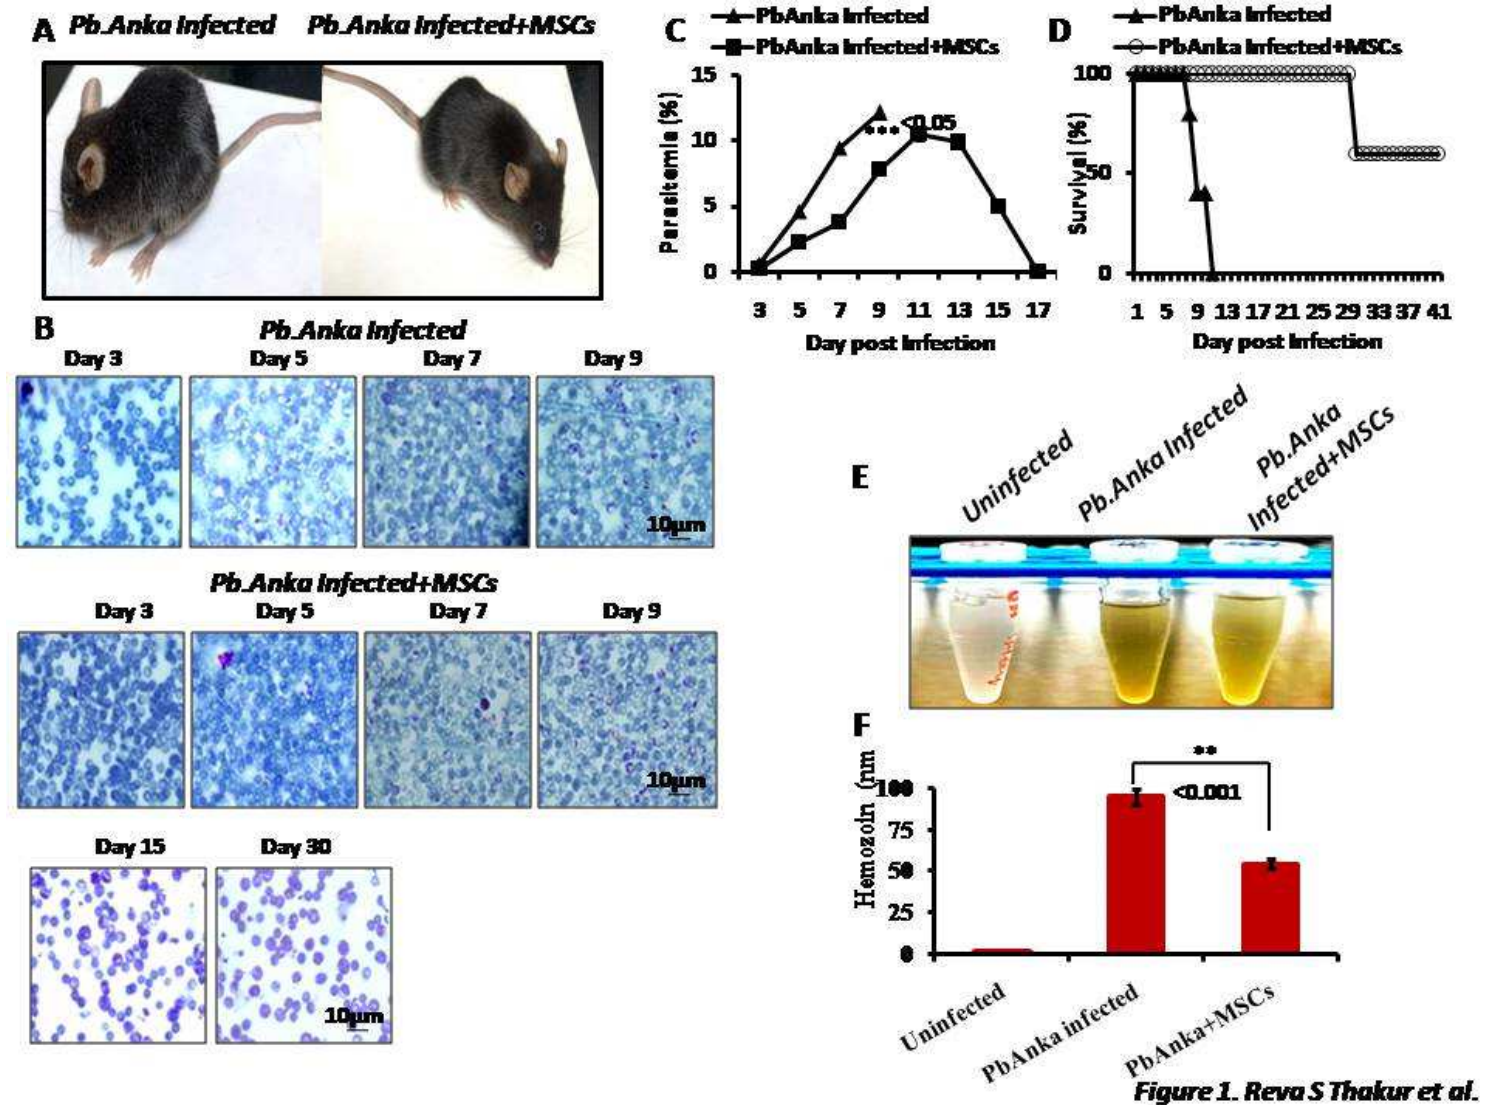 A Pb.Anka Infected Pb.Anka Infected+MSCs
B
Pb.Anka Infected
Day 3 Day 5 Day 7 Day 9
10µm
Pb.Anka Infected+MSCs
Day 3 Day 5 Day 7 Day 9
10µm
Day 15 Day 30
10µm
C
PbAnka Infected
PbAnka Infected+MSCs
Parasitemia (%)
15
10
5
0
*** <0.05
3 5 7 9 11 13 15 17
Day post Infection
D
PbAnka Infected
PbAnka Infected+MSCs
Survival (%)
100
50
0
1 5 9 13 17 21 25 29 33 37 41
Day post Infection
E
Uninfected
Pb.Anka Infected
Pb.Anka
Infected+MSCs
F
Hemozoin (nm
100
75
50
25
0
**
<0.001
Uninfected
PbAnka infected
PbAnka+MSCs
Figure 1. Reva S Thakur et al.